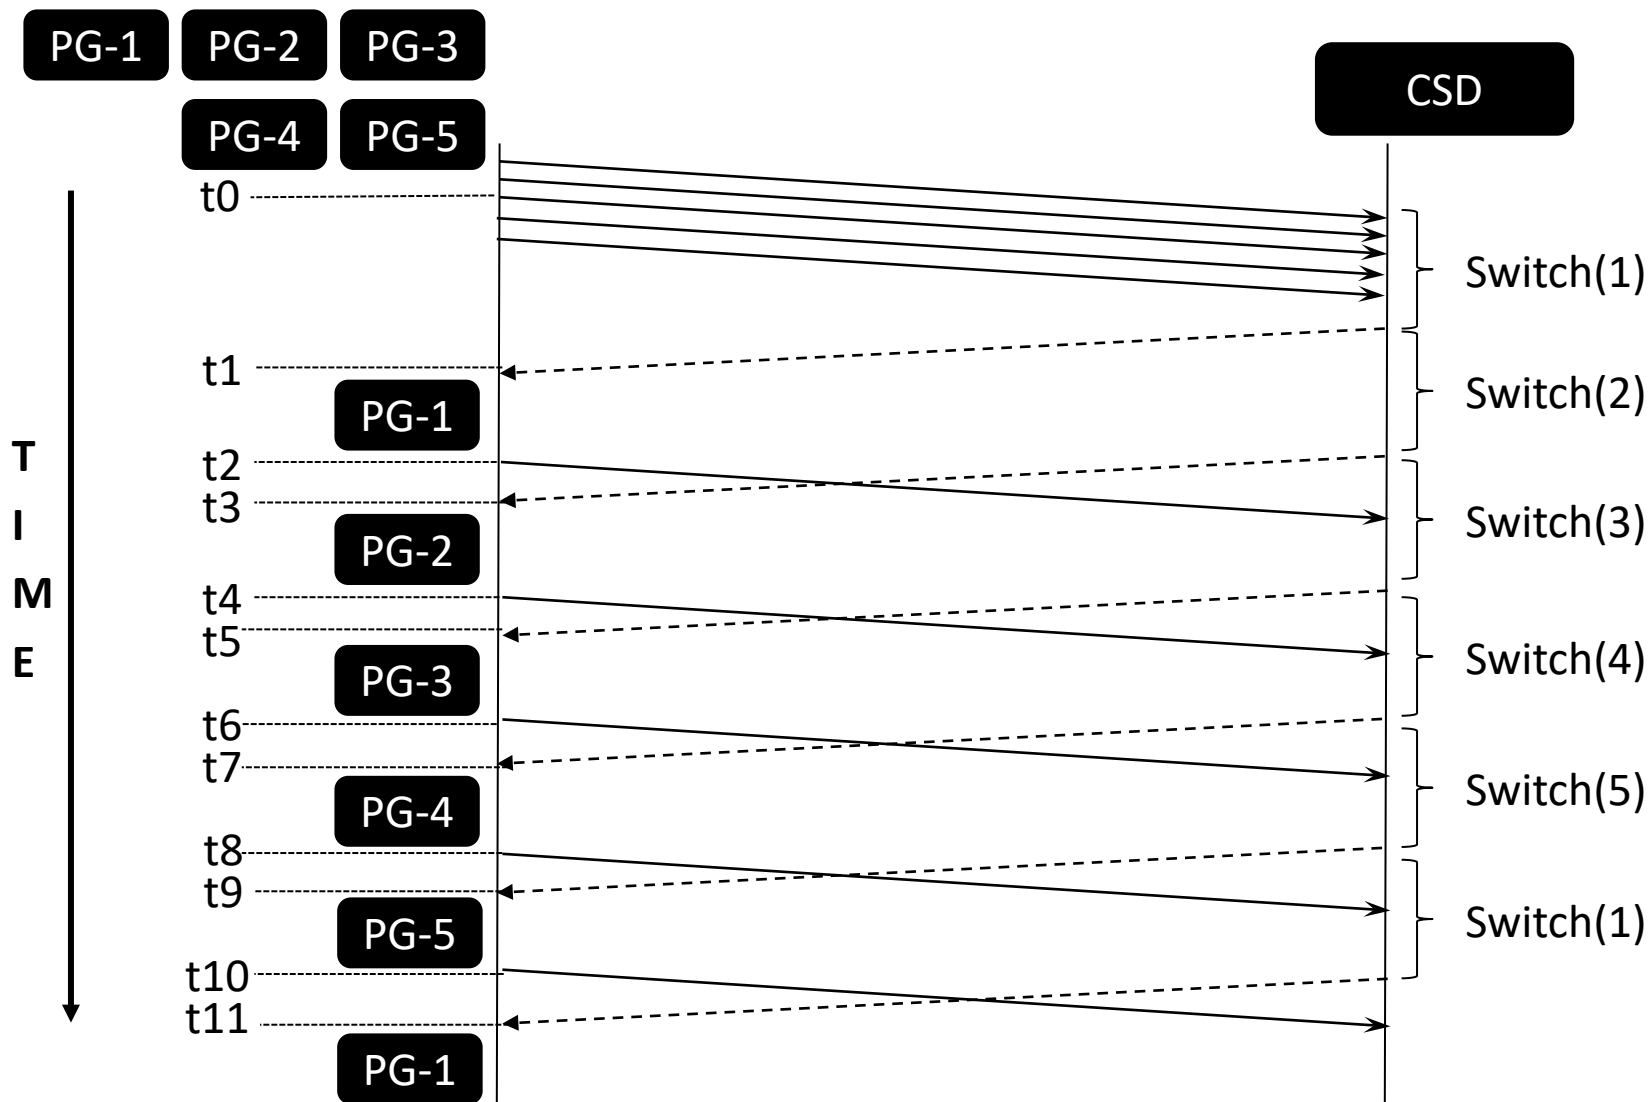 PG-1 PG-2 PG-3
CSD
PG-4 PG-5
t0
Switch(1)
t1
Switch(2)
PG-1
t2
t3
Switch(3)
PG-2
t4
t5
Switch(4)
PG-3
t6
t7
Switch(5)
PG-4
t8
t9
Switch(1)
PG-5
t10
t11
PG-1
T
I
M
E